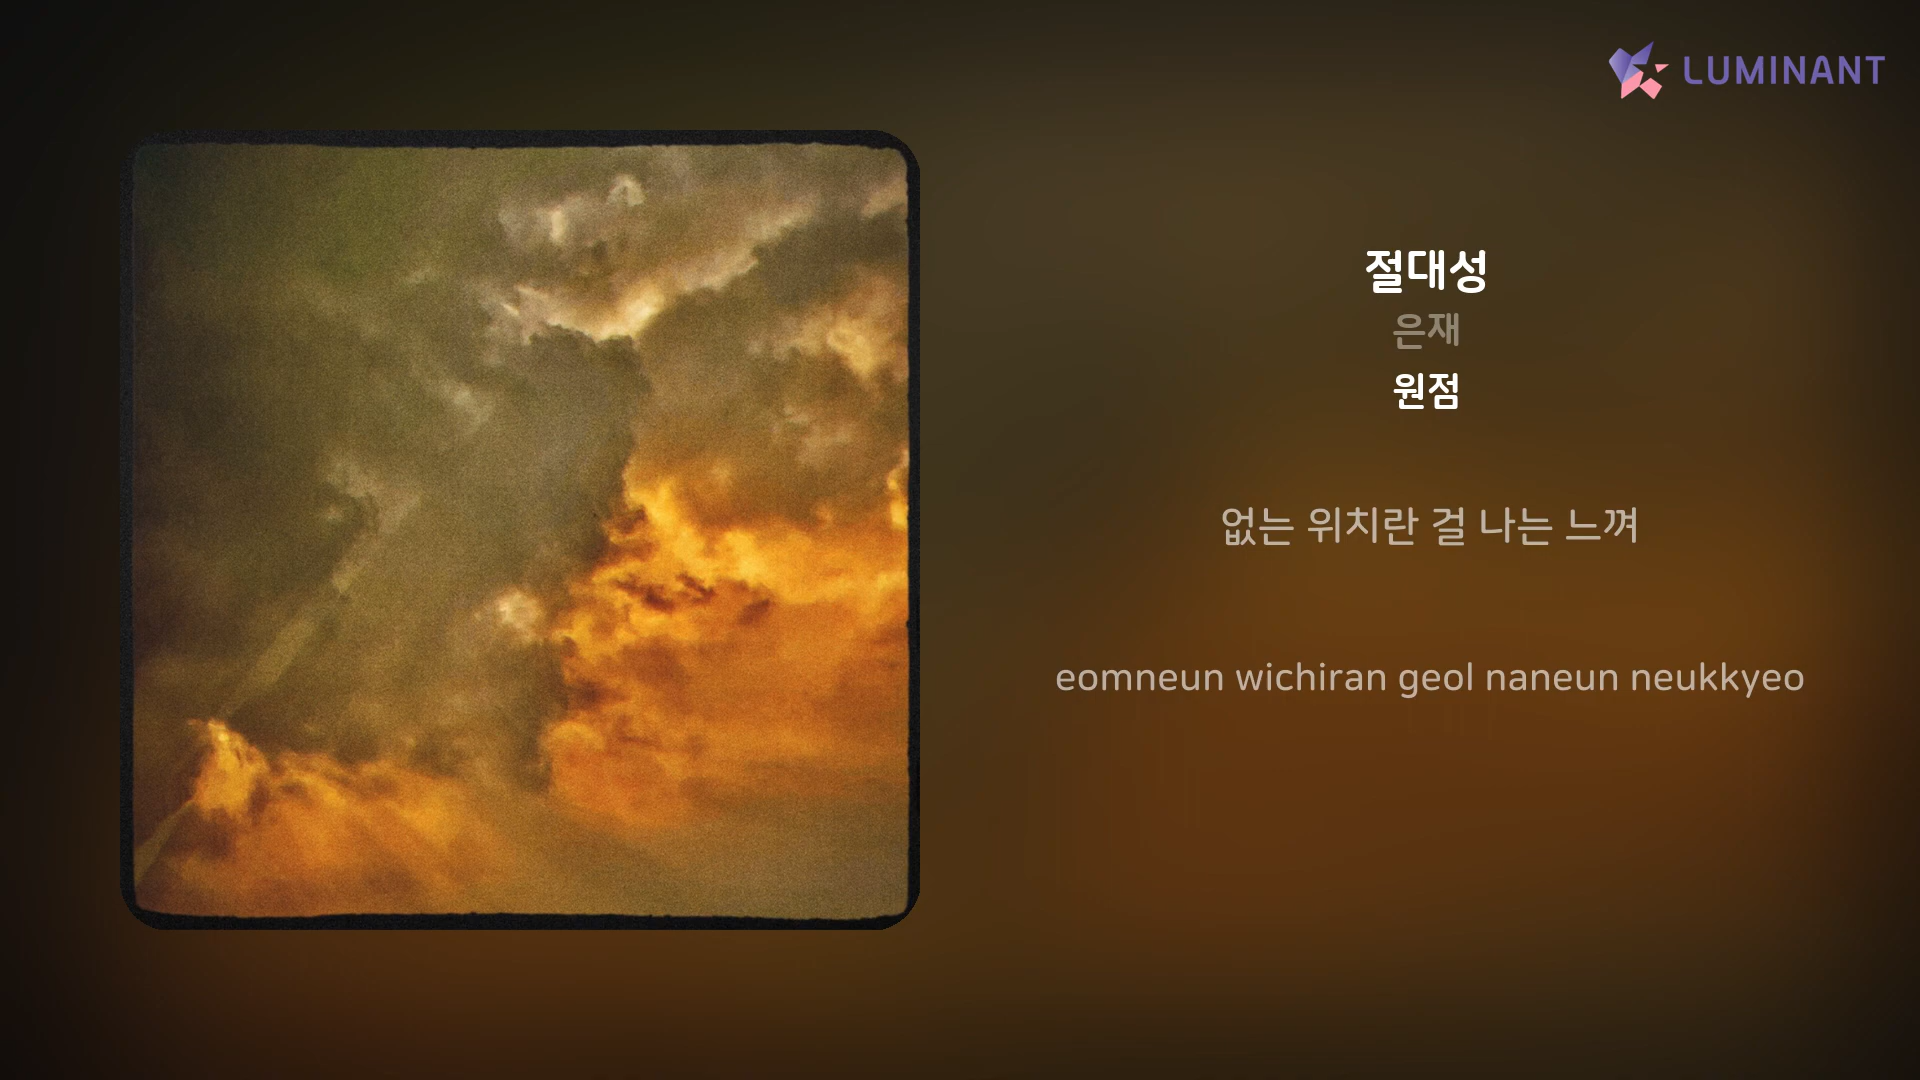 LUMINANT
절대성
은재
원점
없는 위치란 걸 나는 느껴
eomneun wichiran geol naneun neukkyeo